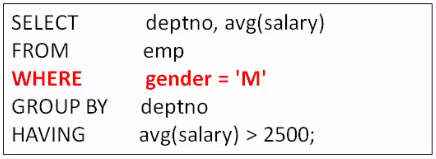 SELECT deptno, avg(salary)
FROM emp
WHERE gender = 'M'
GROUP BY deptno
HAVING avg(salary) > 2500;